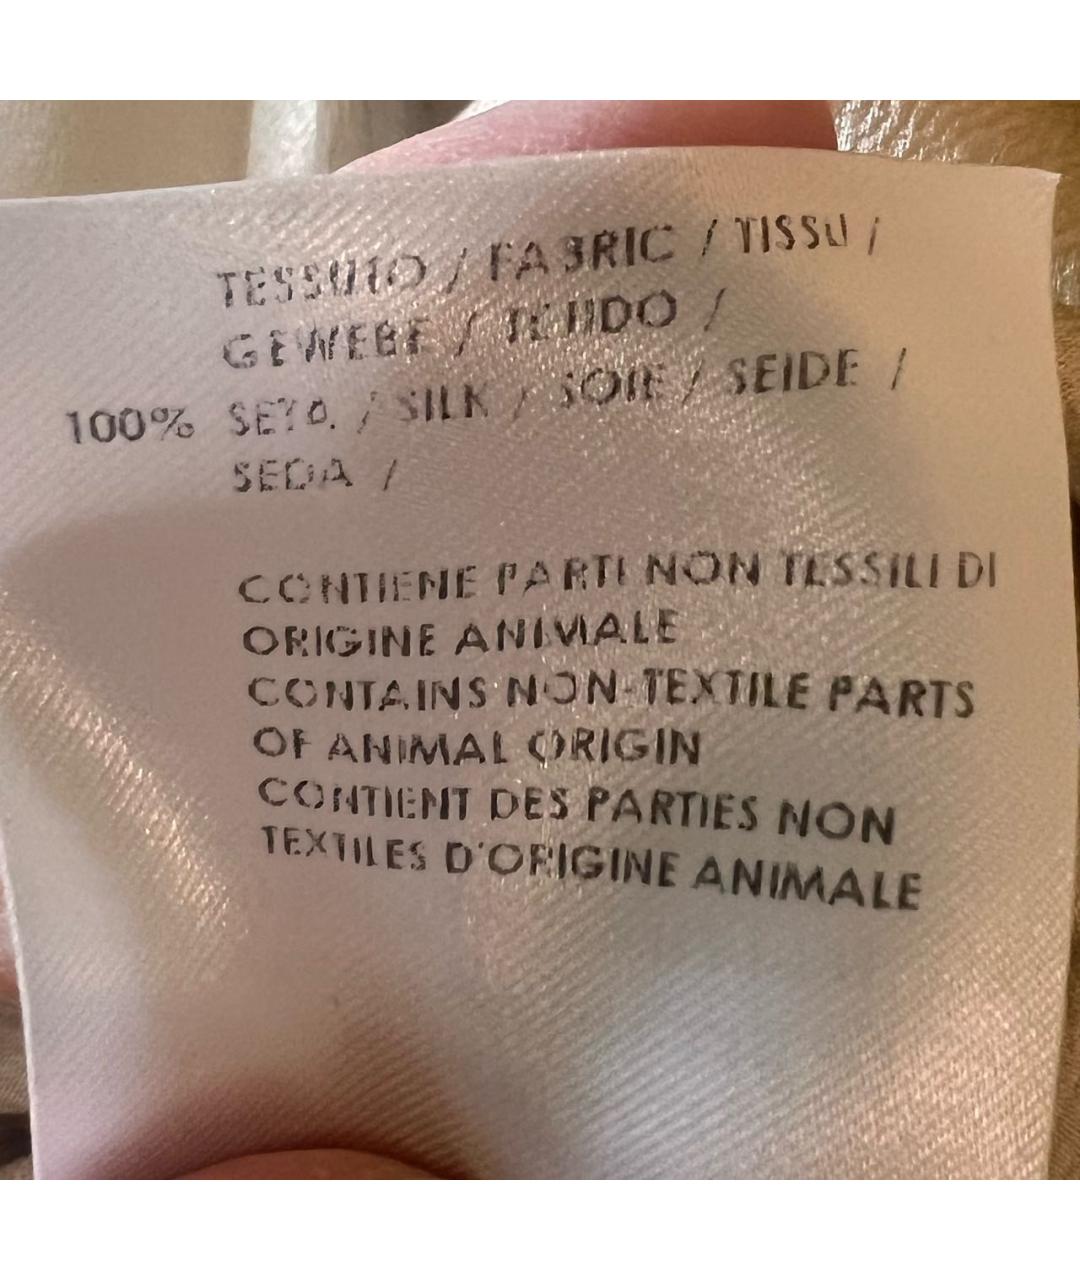 TESSUTO / FABRIC / TISSU /
GEWEBE / TEJIDO /
100% SETA / SILK / SOIE / SEIDE /
SEDA /
CONTIENE PARTI NON TESSILI DI
ORIGINE ANIMALE
CONTAINS NON-TEXTILE PARTS
OF ANIMAL ORIGIN
CONTIENT DES PARTIES NON
TEXTILES D'ORIGINE ANIMALE